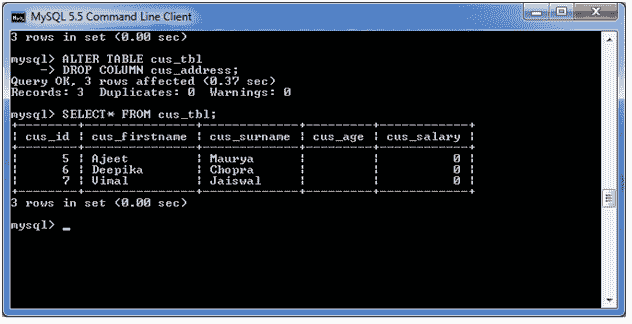 MySQL 5.5 Command Line Client
3 rows in set (0.00 sec)
mysql> ALTER TABLE cus_tbl
    -> DROP COLUMN cus_address;
Query OK, 3 rows affected (0.37 sec)
Records: 3  Duplicates: 0  Warnings: 0
mysql> SELECT* FROM cus_tbl;
+--------+---------------+-------------+---------+------------+
| cus_id | cus_firstname | cus_surname | cus_age | cus_salary |
+--------+---------------+-------------+---------+------------+
|      5 | Ajeet         | Maurya      |         |          0 |
|      6 | Deepika       | Chopra      |         |          0 |
|      7 | Vimal         | Jaiswal     |         |          0 |
+--------+---------------+-------------+---------+------------+
3 rows in set (0.00 sec)
mysql> _